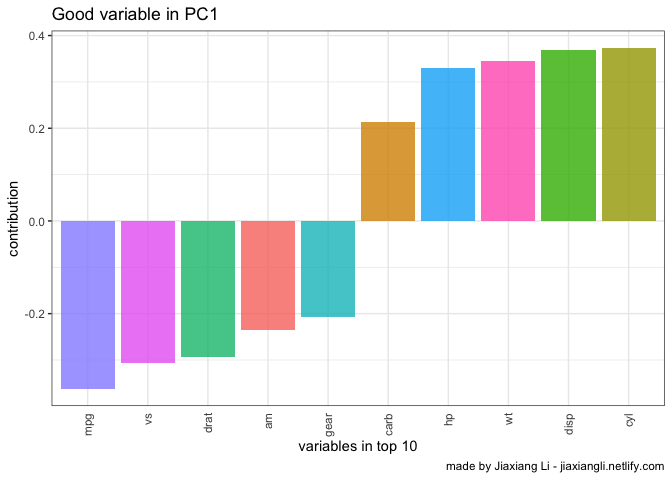 Good variable in PC1
contribution
0.4
0.2
0.0
-0.2
mpg vs drat am gear carb hp wt disp cyl
variables in top 10
made by Jiaxiang Li - jiaxiangli.netlify.com